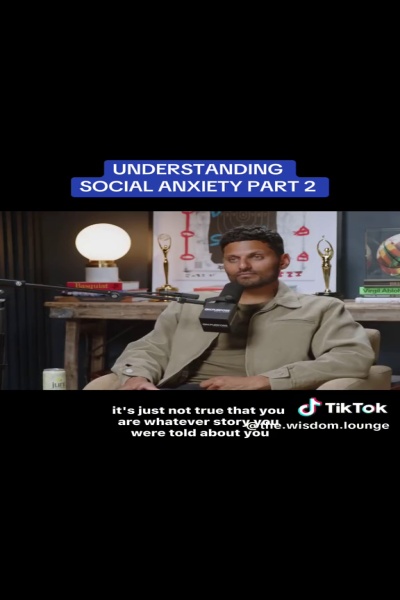 UNDERSTANDING
SOCIAL ANXIETY PART 2
it's just not true that you
are whatever story you
were told about you
TikTok
@the.wisdom.lounge